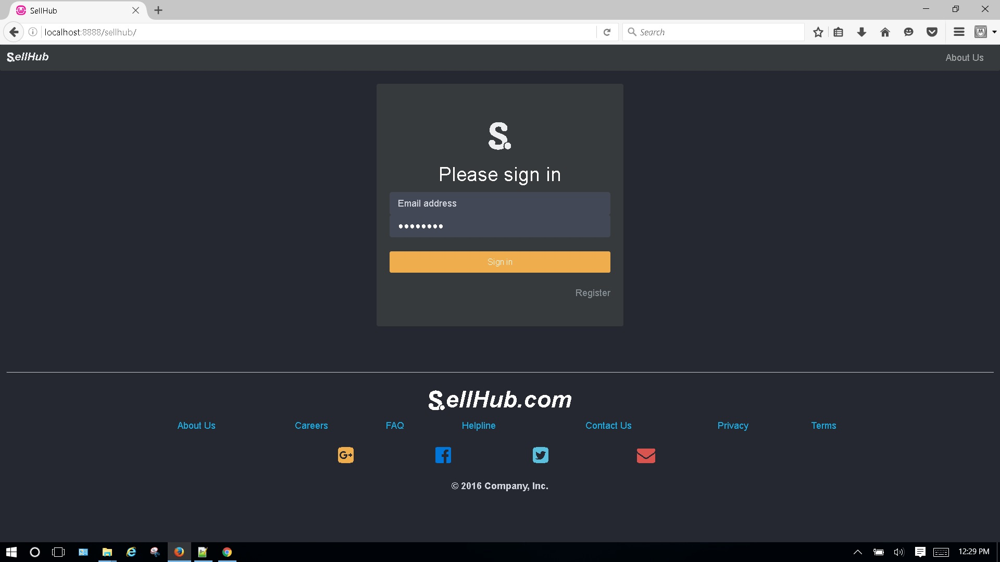 SellHub
localhost:8888/sellhub/
Search
SellHub
About Us
S.
Please sign in
Email address
••••••••
Sign in
Register
S.ellHub.com
About Us Careers FAQ Helpline Contact Us Privacy Terms
G+
© 2016 Company, Inc.
12:29 PM